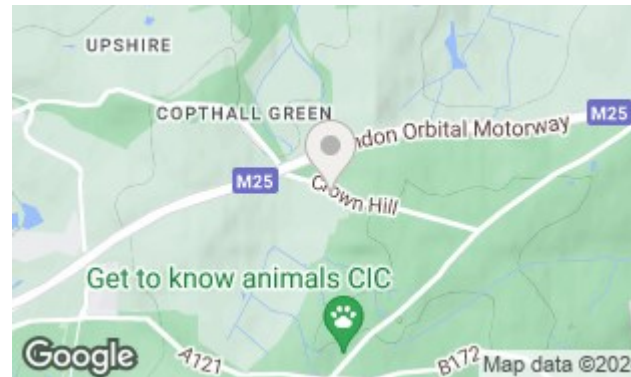 UPSHIRE
COPTHALL GREEN
ndon Orbital Motorway
M25
M25
Crown Hill
Get to know animals CIC
Google
A121
B172
Map data ©202